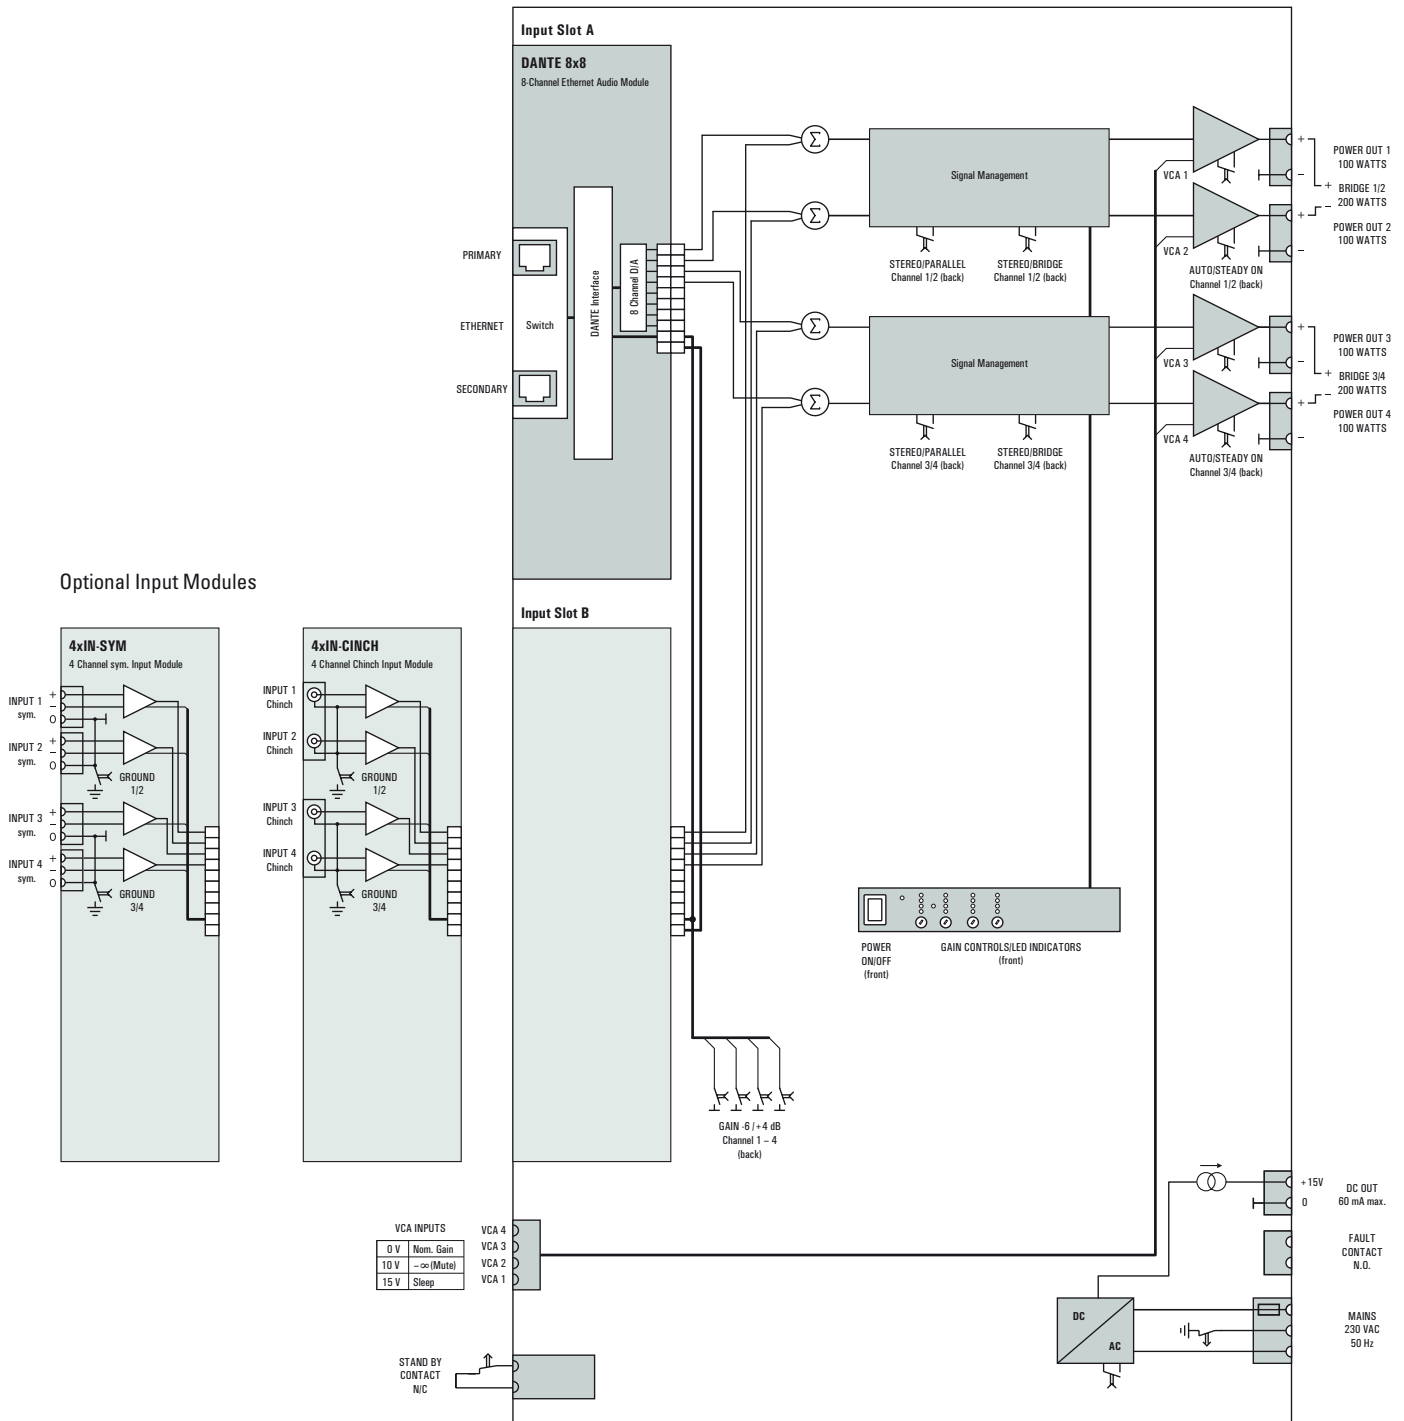 Input Slot A
DANTE 8x8
8-Channel Ethernet Audio Module
PRIMARY
ETHERNET
Switch
SECONDARY
DANTE Interface
8 Channel D/A
Σ
Σ
Σ
Σ
Signal Management
STEREO/PARALLEL
Channel 1/2 (back)
STEREO/BRIDGE
Channel 1/2 (back)
Signal Management
STEREO/PARALLEL
Channel 3/4 (back)
STEREO/BRIDGE
Channel 3/4 (back)
VCA 1
VCA 2
AUTO/STEADY ON
Channel 1/2 (back)
VCA 3
VCA 4
AUTO/STEADY ON
Channel 3/4 (back)
+
−
+
−
+
−
POWER OUT 1
100 WATTS
BRIDGE 1/2
200 WATTS
POWER OUT 2
100 WATTS
+
−
+
−
+
−
POWER OUT 3
100 WATTS
BRIDGE 3/4
200 WATTS
POWER OUT 4
100 WATTS
Optional Input Modules
4xIN-SYM
4 Channel sym. Input Module
INPUT 1
sym.
+
−
0
INPUT 2
sym.
+
−
0
GROUND
1/2
INPUT 3
sym.
+
−
0
INPUT 4
sym.
+
−
0
GROUND
3/4
4xIN-CINCH
4 Channel Chinch Input Module
INPUT 1
Chinch
INPUT 2
Chinch
GROUND
1/2
INPUT 3
Chinch
INPUT 4
Chinch
GROUND
3/4
Input Slot B
POWER
ON/OFF
(front)
GAIN CONTROLS/LED INDICATORS
(front)
GAIN -6 / + 4 dB
Channel 1 – 4
(back)
VCA INPUTS
0 V Nom. Gain
10 V − ∞ (Mute)
15 V Sleep
VCA 4
VCA 3
VCA 2
VCA 1
STAND BY
CONTACT
N/C
+ 15V
0
DC OUT
60 mA max.
FAULT
CONTACT
N.O.
DC
AC
MAINS
230 VAC
50 Hz